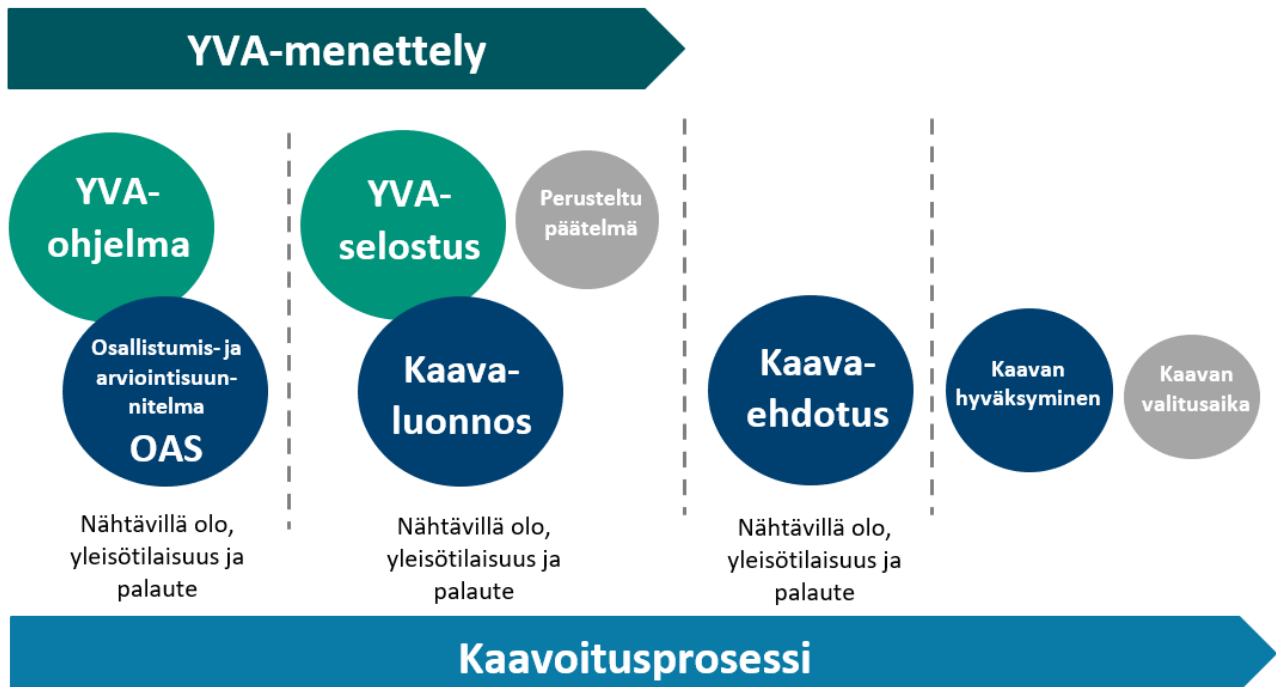 YVA-menettely
YVA-
ohjelma
Osallistumis- ja
arviointisuun-
nitelma
OAS
Nähtävillä olo,
yleisötilaisuus ja
palaute
YVA-
selostus
Perusteltu
päätelmä
Kaava-
luonnos
Nähtävillä olo,
yleisötilaisuus ja
palaute
Kaava-
ehdotus
Nähtävillä olo,
yleisötilaisuus ja
palaute
Kaavan
hyväksyminen
Kaavan
valitusaika
Kaavoitusprosessi